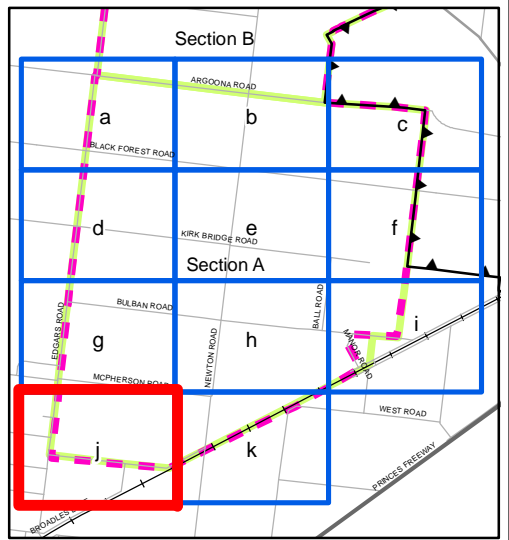 Section B
ARGOONA ROAD
a
b
c
BLACK FOREST ROAD
d
e
f
KIRK BRIDGE ROAD
Section A
BULBAN ROAD
BALL ROAD
i
EDGARS ROAD
g
NEWTON ROAD
h
MANOR ROAD
MCPHERSON ROAD
WEST ROAD
j
k
PRINCES FREEWAY
BROADLES